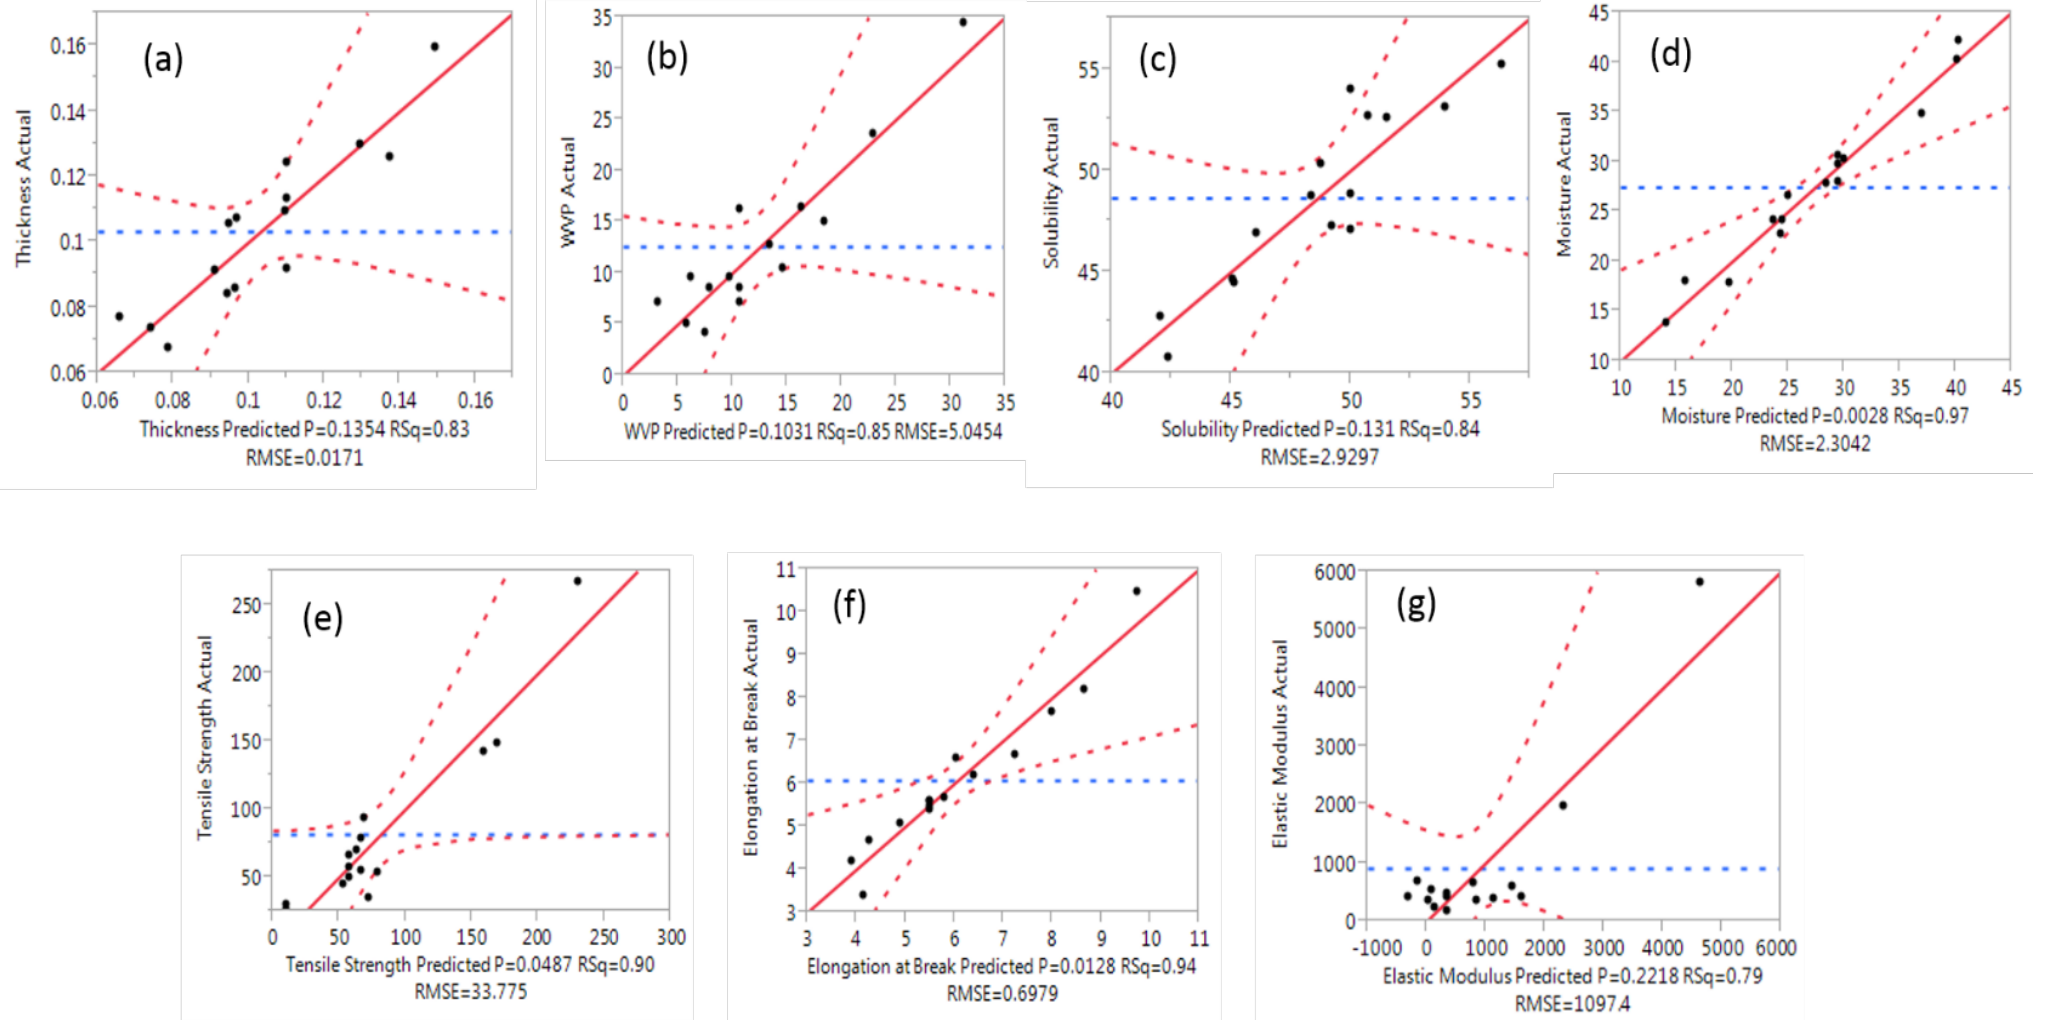 (a)
Thickness Actual
0.16
0.14
0.12
0.1
0.08
0.06
0.06 0.08 0.1 0.12 0.14 0.16
Thickness Predicted P=0.1354 RSq=0.83
RMSE=0.0171
(b)
WVP Actual
35
30
25
20
15
10
5
0
0 5 10 15 20 25 30 35
WVP Predicted P=0.1031 RSq=0.85 RMSE=5.0454
(c)
Solubility Actual
55
50
45
40
40 45 50 55
Solubility Predicted P=0.131 RSq=0.84
RMSE=2.9297
(d)
Moisture Actual
45
40
35
30
25
20
15
10
10 15 20 25 30 35 40 45
Moisture Predicted P=0.0028 RSq=0.97
RMSE=2.3042
(e)
Tensile Strength Actual
250
200
150
100
50
0 50 100 150 200 250 300
Tensile Strength Predicted P=0.0487 RSq=0.90
RMSE=33.775
(f)
Elongation at Break Actual
11
10
9
8
7
6
5
4
3
3 4 5 6 7 8 9 10 11
Elongation at Break Predicted P=0.0128 RSq=0.94
RMSE=0.6979
(g)
Elastic Modulus Actual
6000
5000
4000
3000
2000
1000
0
-1000 0 1000 2000 3000 4000 5000 6000
Elastic Modulus Predicted P=0.2218 RSq=0.79
RMSE=1097.4